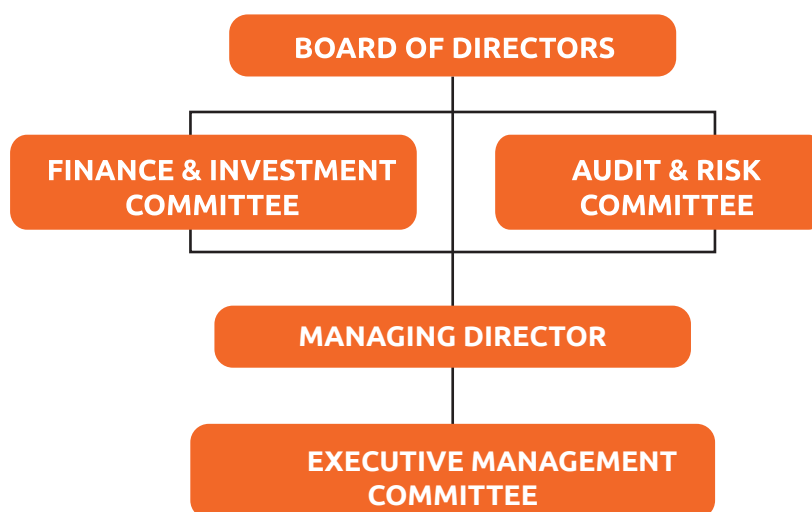 BOARD OF DIRECTORS
FINANCE & INVESTMENT
COMMITTEE
AUDIT & RISK
COMMITTEE
MANAGING DIRECTOR
EXECUTIVE MANAGEMENT
COMMITTEE